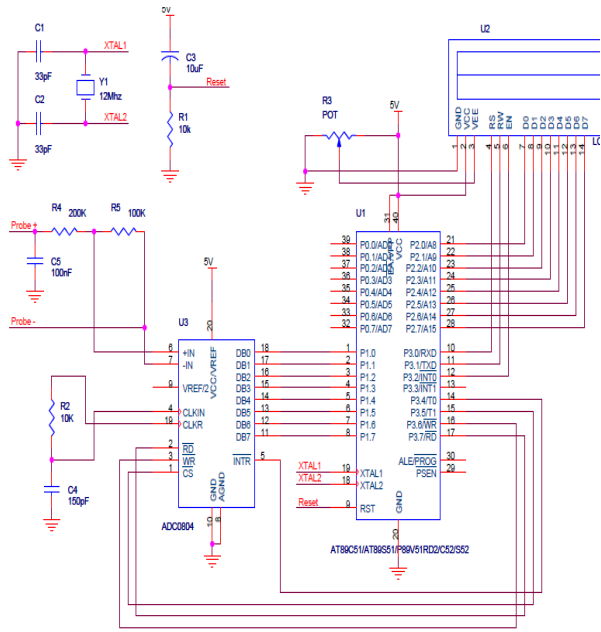 5V
C1
33pF
XTAL1
Y1
12Mhz
C2
33pF
XTAL2
C3
10uF
Reset
R1
10k
U2
R3
POT
5V
GND
VCC
VEE
RS
RW
EN
D0
D1
D2
D3
D4
D5
D6
D7
1
2
3
4
5
6
7
8
9
10
11
12
13
14
R4
200K
R5
100K
Probe +
C5
100nF
Probe -
5V
U3
20
VCC/VREF
6 +IN
7 -IN
9 VREF/2
4 CLKIN
19 CLKR
2 RD
3 WR
1 CS
DB0 18
DB1 17
DB2 16
DB3 15
DB4 14
DB5 13
DB6 12
DB7 11
INTR 5
GND
AGND
10
8
ADC0804
R2
10K
C4
150pF
U1
31
40
VCC
39 P0.0/AD0
38 P0.1/AD1
37 P0.2/AD2
36 P0.3/AD3
35 P0.4/AD4
34 P0.5/AD5
33 P0.6/AD6
32 P0.7/AD7
1 P1.0
2 P1.1
3 P1.2
4 P1.3
5 P1.4
6 P1.5
7 P1.6
8 P1.7
XTAL1 19 XTAL1
XTAL2 18 XTAL2
Reset 9 RST
P2.0/A8 21
P2.1/A9 22
P2.2/A10 23
P2.3/A11 24
P2.4/A12 25
P2.5/A13 26
P2.6/A14 27
P2.7/A15 28
P3.0/RXD 10
P3.1/TXD 11
P3.2/INT0 12
P3.3/INT1 13
P3.4/T0 14
P3.5/T1 15
P3.6/WR 16
P3.7/RD 17
ALE/PROG 30
PSEN 29
GND
20
AT89C51/AT89S51/P89V51RD2/C52/S52